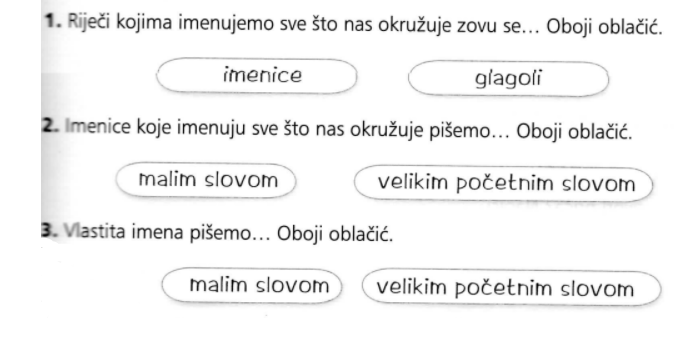 1. Riječi kojima imenujemo sve što nas okružuje zovu se... Oboji oblačić.
imenice glagoli
2. Imenice koje imenuju sve što nas okružuje pišemo... Oboji oblačić.
malim slovom velikim početnim slovom
3. Vlastita imena pišemo... Oboji oblačić.
malim slovom velikim početnim slovom